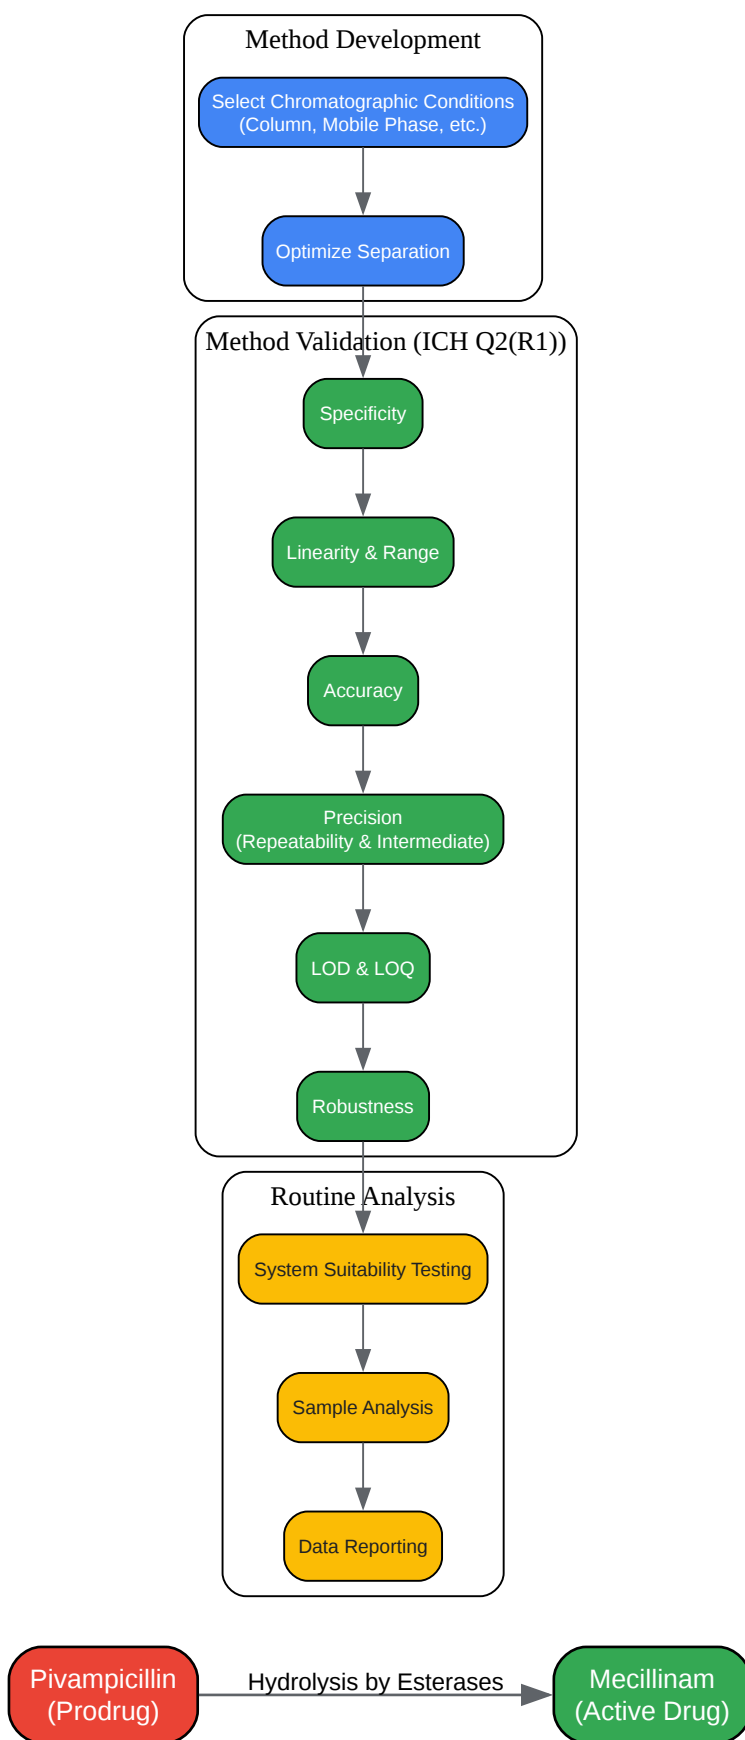 Method Development
Select Chromatographic Conditions
(Column, Mobile Phase, etc.)
Optimize Separation
Method Validation (ICH Q2(R1))
Specificity
Linearity & Range
Accuracy
Precision
(Repeatability & Intermediate)
LOD & LOQ
Robustness
Routine Analysis
System Suitability Testing
Sample Analysis
Data Reporting
Pivampicillin
(Prodrug)
Hydrolysis by Esterases
Mecillinam
(Active Drug)